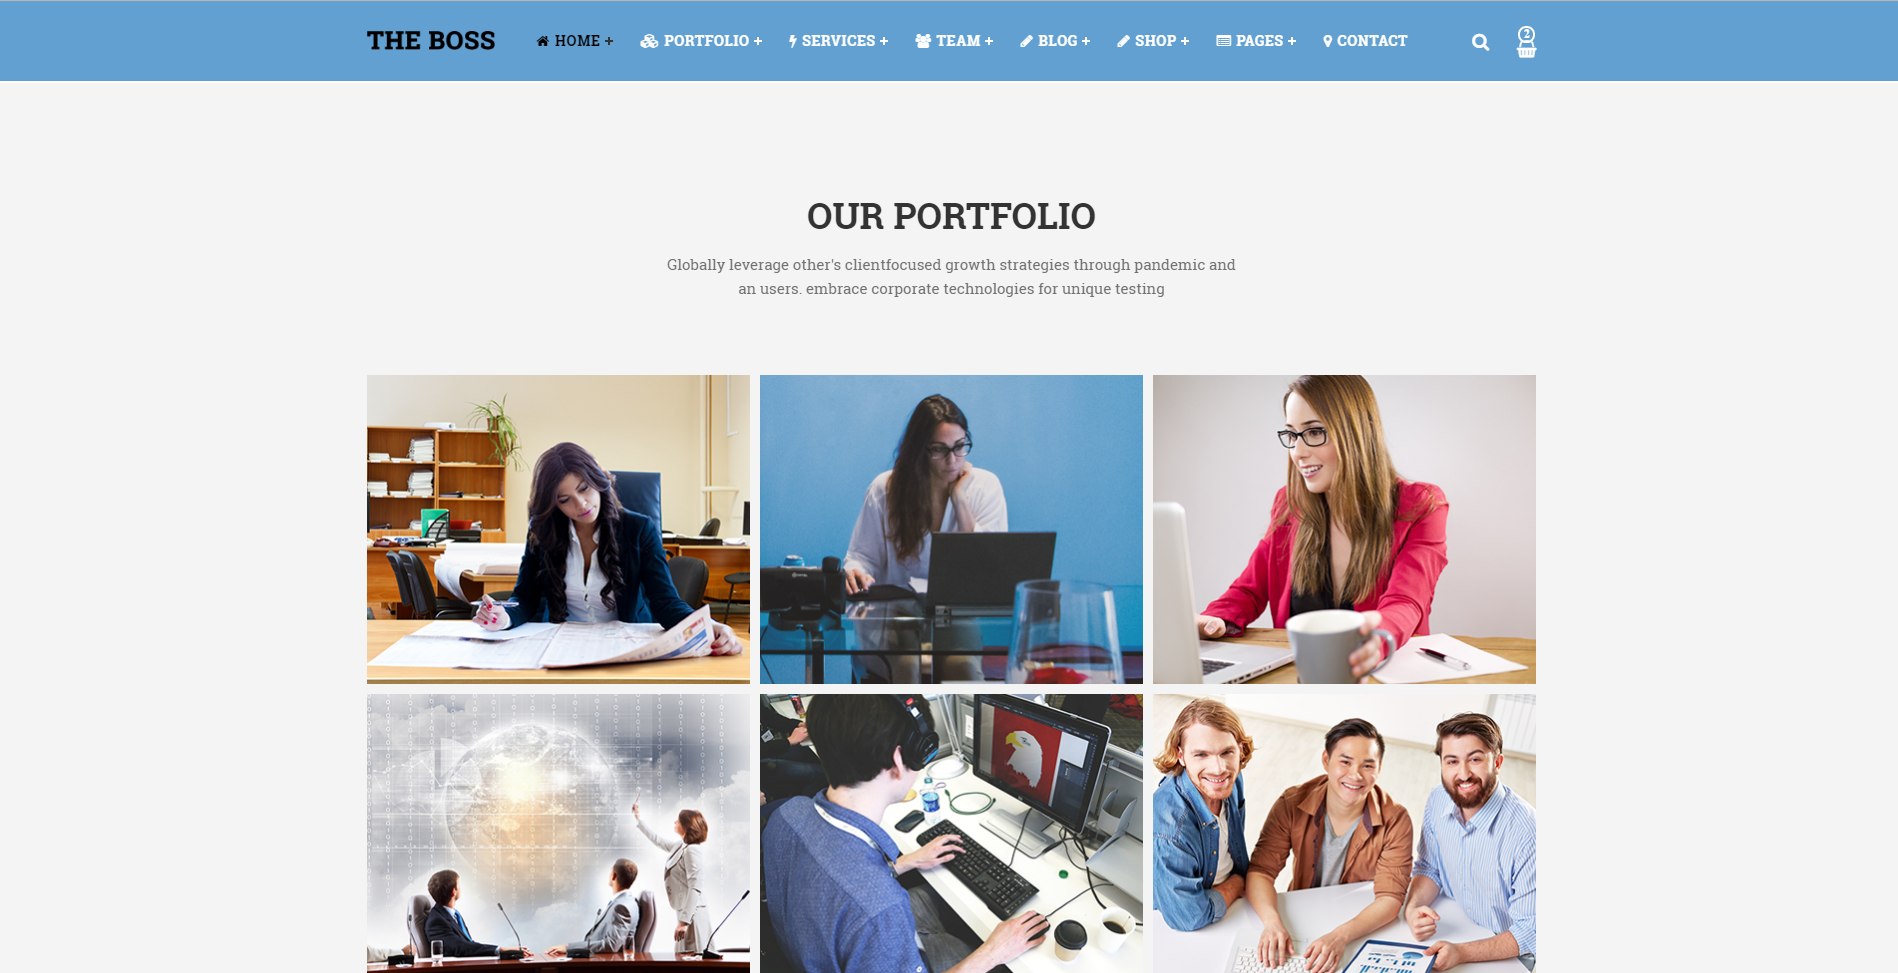 THE BOSS
HOME +
PORTFOLIO +
SERVICES +
TEAM +
BLOG +
SHOP +
PAGES +
CONTACT
2
OUR PORTFOLIO
Globally leverage other's clientfocused growth strategies through pandemic and
an users. embrace corporate technologies for unique testing